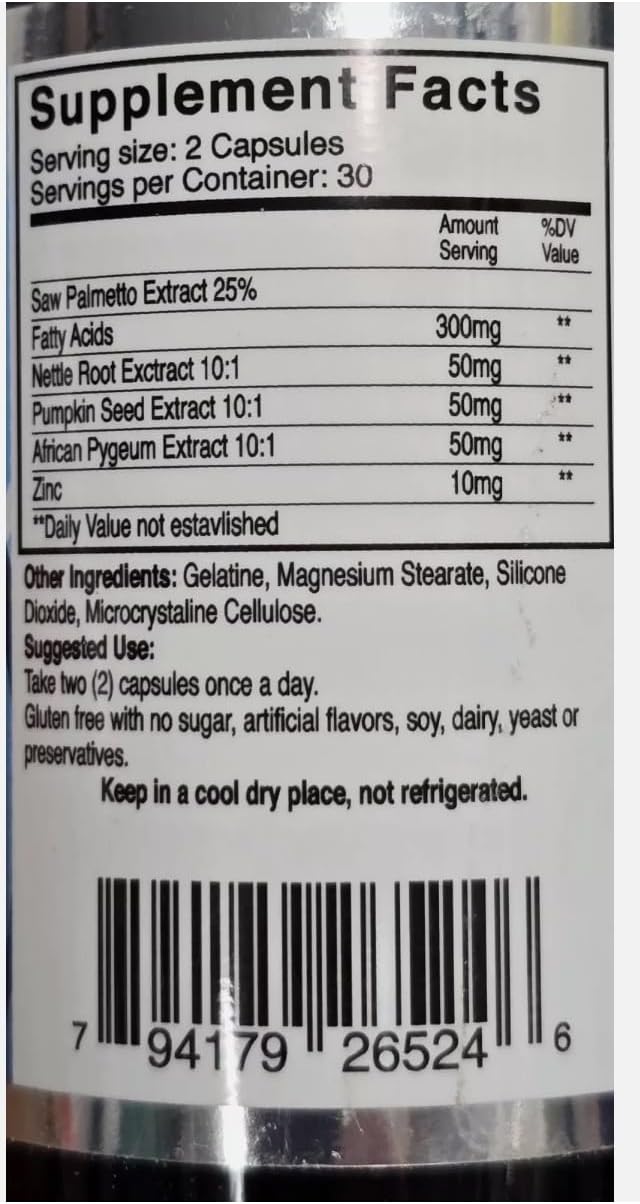 Supplement Facts
Serving size: 2 Capsules
Servings per Container: 30
Amount Serving %DV Value
Saw Palmetto Extract 25%
Fatty Acids 300mg **
Nettle Root Exctract 10:1 50mg **
Pumpkin Seed Extract 10:1 50mg **
African Pygeum Extract 10:1 50mg **
Zinc 10mg **
**Daily Value not estavlished
Other Ingredients: Gelatine, Magnesium Stearate, Silicone
Dioxide, Microcrystaline Cellulose.
Suggested Use:
Take two (2) capsules once a day.
Gluten free with no sugar, artificial flavors, soy, dairy, yeast or
preservatives.
Keep in a cool dry place, not refrigerated.
7 94179 26524 6